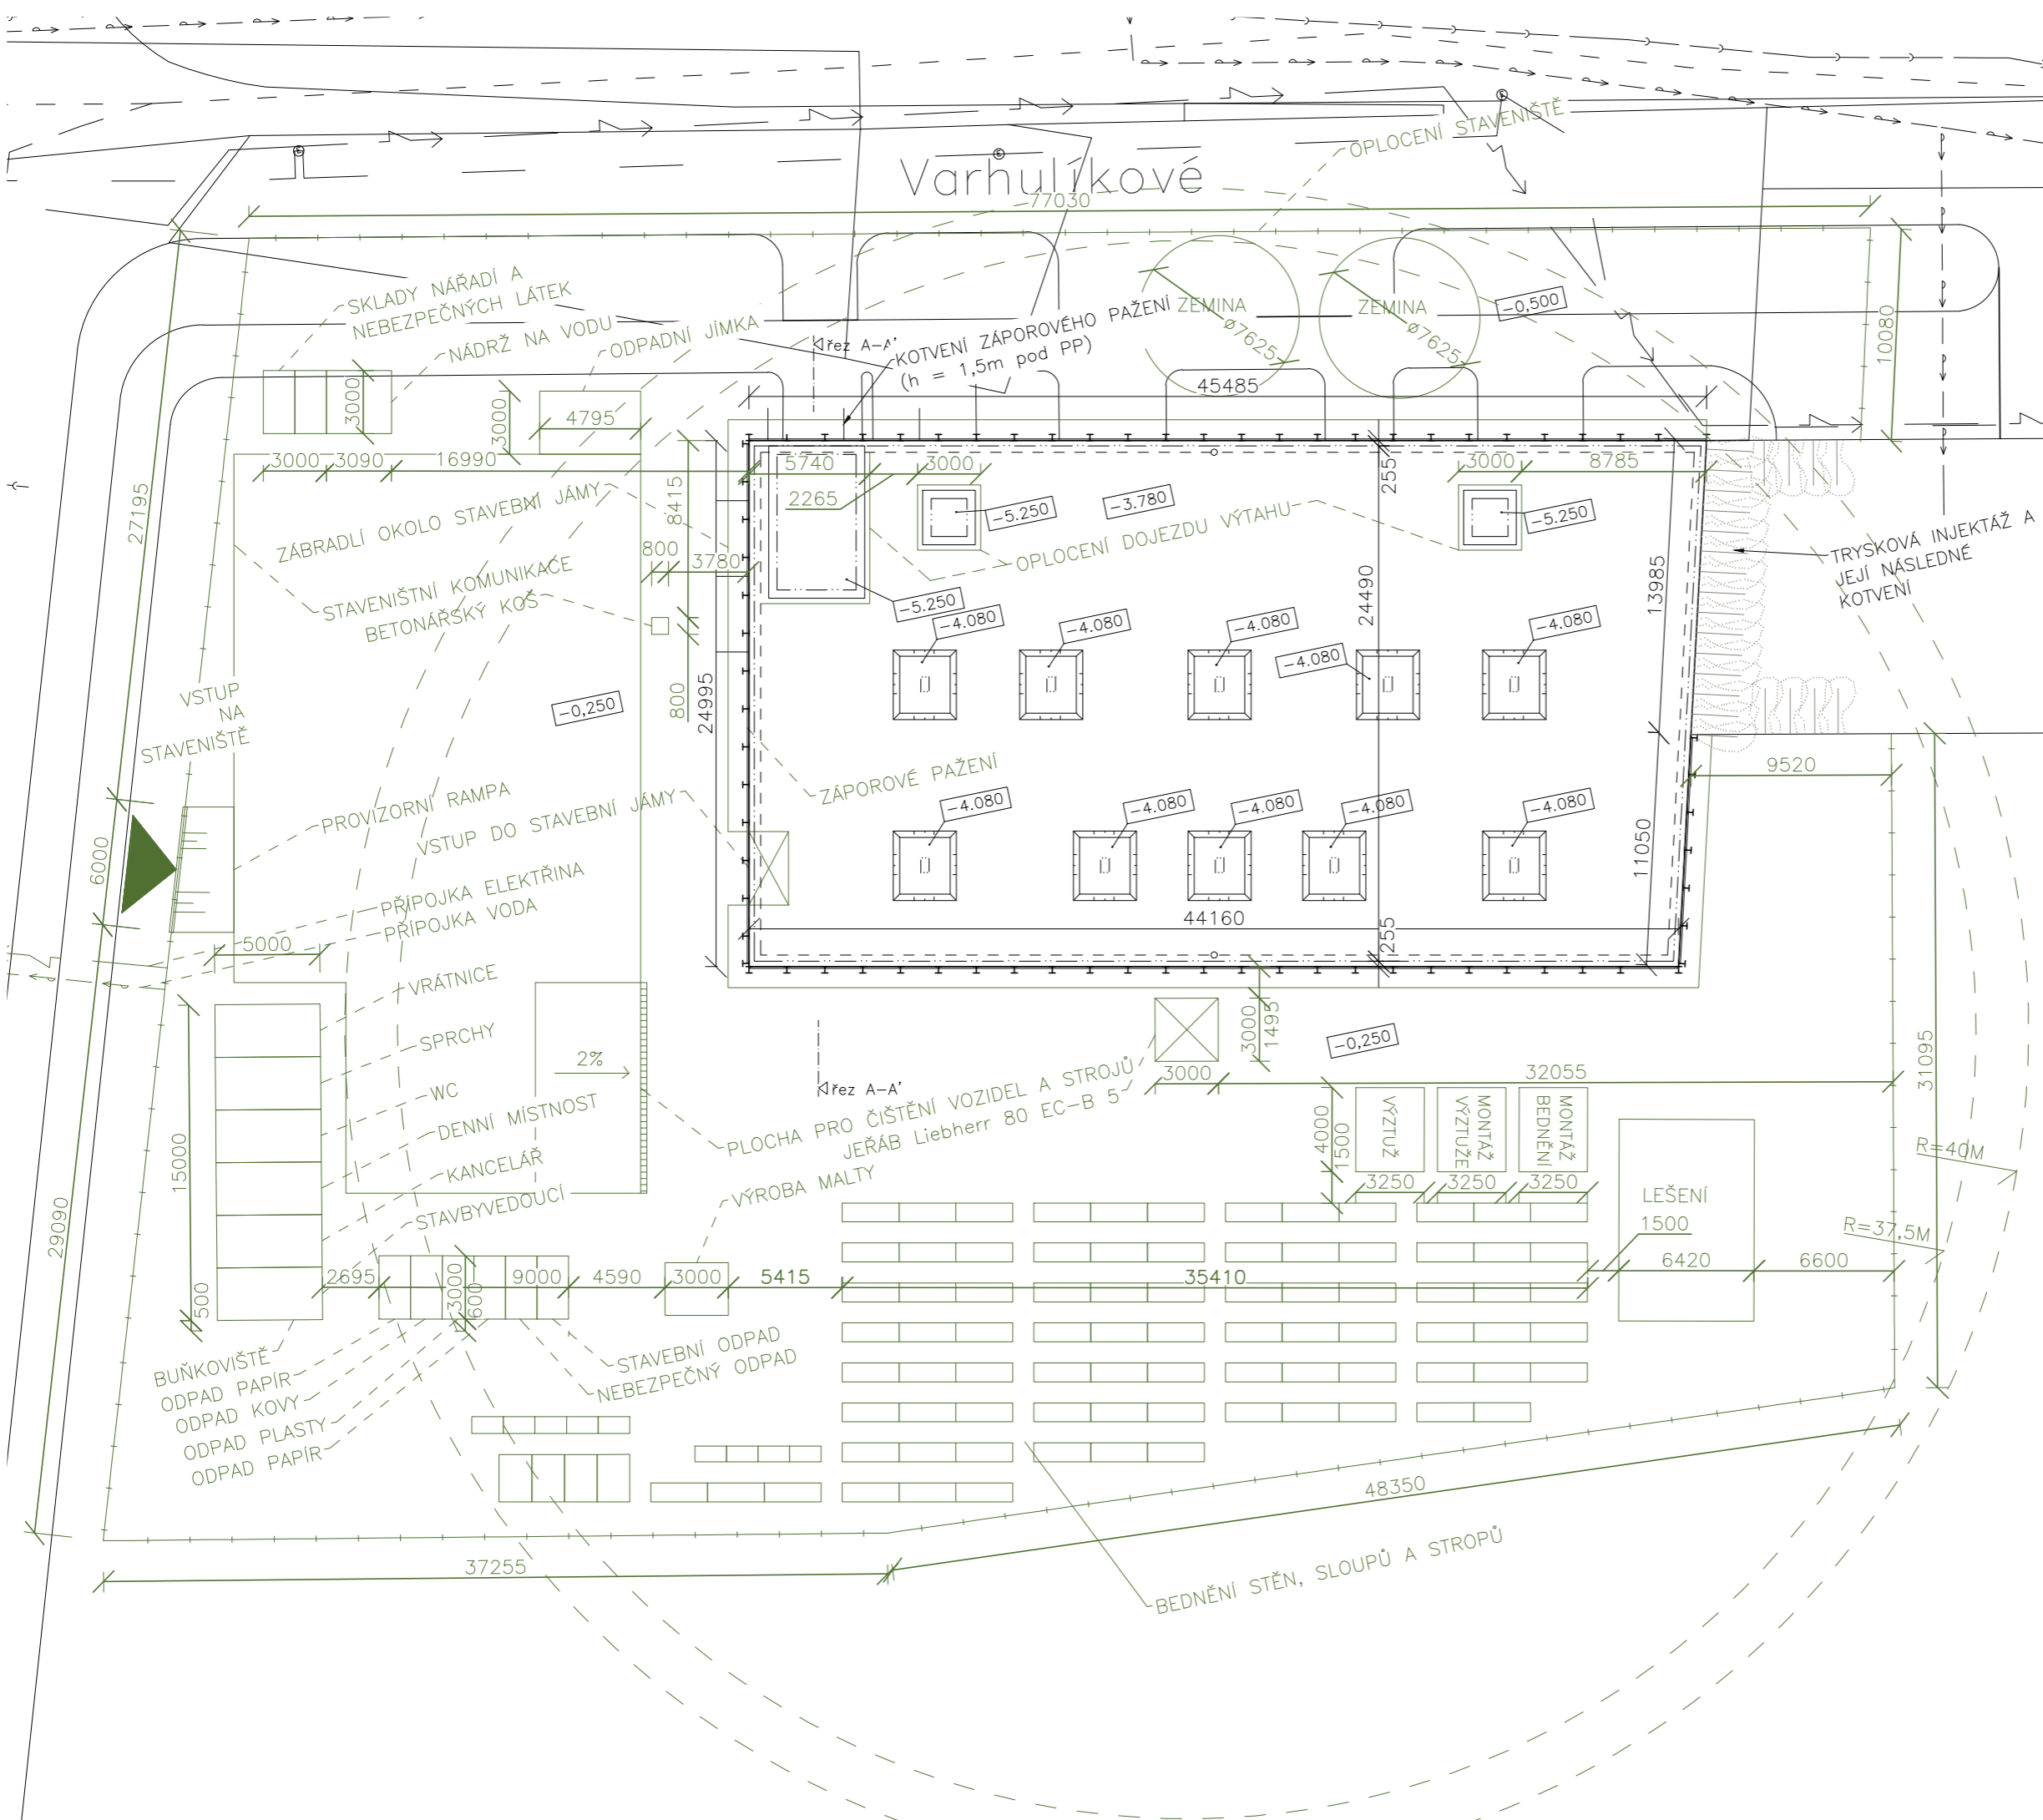 OPLOCENÍ STAVENIŠTĚ
Varhulíkové
77030
SKLADY NÁŘADÍ A
NEBEZPEČNÝCH LÁTEK
NÁDRŽ NA VODU
ODPADNÍ JÍMKA
řez A-A'
KOTVENÍ ZÁPOROVÉHO PAŽENÍ
(h = 1,5m pod PP)
ZEMINA
ø7625
ZEMINA
ø7625
-0,500
10080
45485
3000
3000
4795
3000
3090
16990
5740
2265
3000
255
3000
8785
27195
8415
-5.250
-3.780
-5.250
ZÁBRADLÍ OKOLO STAVEBNÍ JÁMY
OPLOCENÍ DOJEZDU VÝTAHU
TRYSKOVÁ INJEKTÁŽ A
JEJÍ NÁSLEDNÉ
KOTVENÍ
800
3780
STAVENIŠTNÍ KOMUNIKACE
BETONÁŘSKÝ KOŠ
-5.250
24490
13985
-4.080
-4.080
-4.080
-4.080
-4.080
VSTUP
NA
STAVENIŠTĚ
-0,250
800
24995
ZÁPOROVÉ PAŽENÍ
9520
PROVIZORNÍ RAMPA
VSTUP DO STAVEBNÍ JÁMY
-4.080
-4.080
-4.080
-4.080
-4.080
6000
11050
PŘÍPOJKA ELEKTŘINA
PŘÍPOJKA VODA
44160
255
5000
VRÁTNICE
SPRCHY
WC
DENNÍ MÍSTNOST
KANCELÁŘ
STAVBYVEDOUCÍ
2%
řez A-A'
3000
1495
-0,250
3000
32055
31095
PLOCHA PRO ČIŠTĚNÍ VOZIDEL A STROJŮ
JEŘÁB Liebherr 80 EC-B 5
VÝROBA MALTY
4000
1500
VÝZTUŽ
MONTÁŽ
VÝZTUŽE
MONTÁŽ
BEDNĚNÍ
3250
3250
3250
LEŠENÍ
1500
R=40M
R=37,5M
15000
29090
500
2695
3000
600
9000
4590
3000
5415
35410
6420
6600
BUŇKOVIŠTĚ
ODPAD PAPÍR
ODPAD KOVY
ODPAD PLASTY
ODPAD PAPÍR
STAVEBNÍ ODPAD
NEBEZPEČNÝ ODPAD
48350
37255
BEDNĚNÍ STĚN, SLOUPŮ A STROPŮ